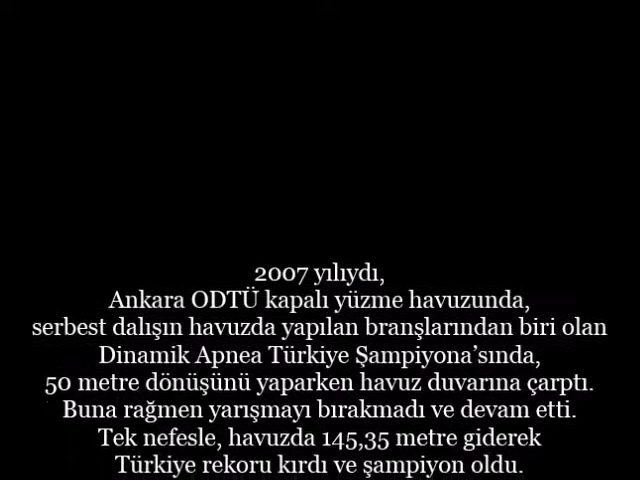 2007 yılıydı,
Ankara ODTÜ kapalı yüzme havuzunda,
serbest dalışın havuzda yapılan branşlarından biri olan
Dinamik Apnea Türkiye Şampiyona’sında,
50 metre dönüşünü yaparken havuz duvarına çarptı.
Buna rağmen yarışmayı bırakmadı ve devam etti.
Tek nefesle, havuzda 145,35 metre giderek
Türkiye rekoru kırdı ve şampiyon oldu.